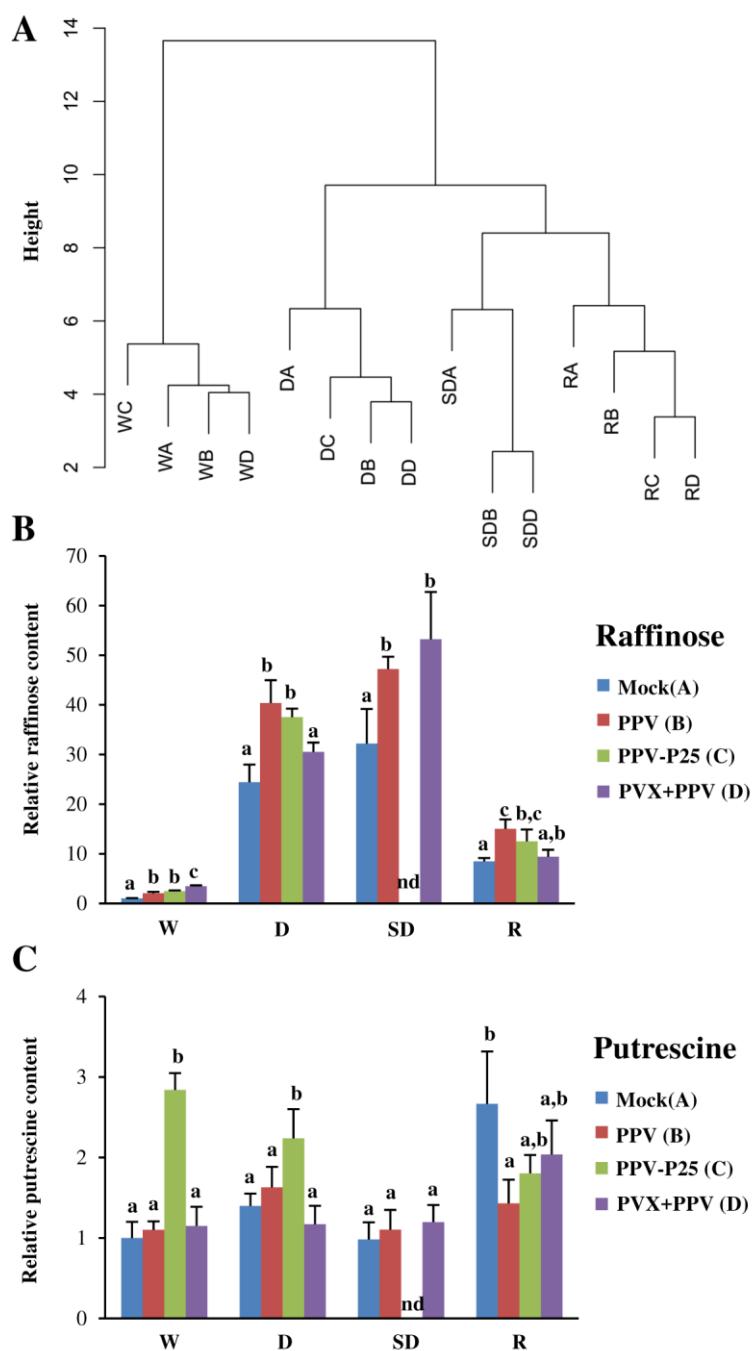 A
14
12
10
8
6
4
2
Height
WC
WA
WB
WD
DA
DC
DB
DD
SDA
SDB
SDD
RA
RB
RC
RD
B
70
60
50
40
30
20
10
0
Relative raffinose content
a b b c
a b b a
a b nd b
a c b,c a,b
W D SD R
Raffinose
Mock(A)
PPV (B)
PPV-P25 (C)
PVX+PPV (D)
C
4
3
2
1
0
Relative putrescine content
a a b a
a a b a
a a nd a
b a a,b a,b
W D SD R
Putrescine
Mock(A)
PPV (B)
PPV-P25 (C)
PVX+PPV (D)